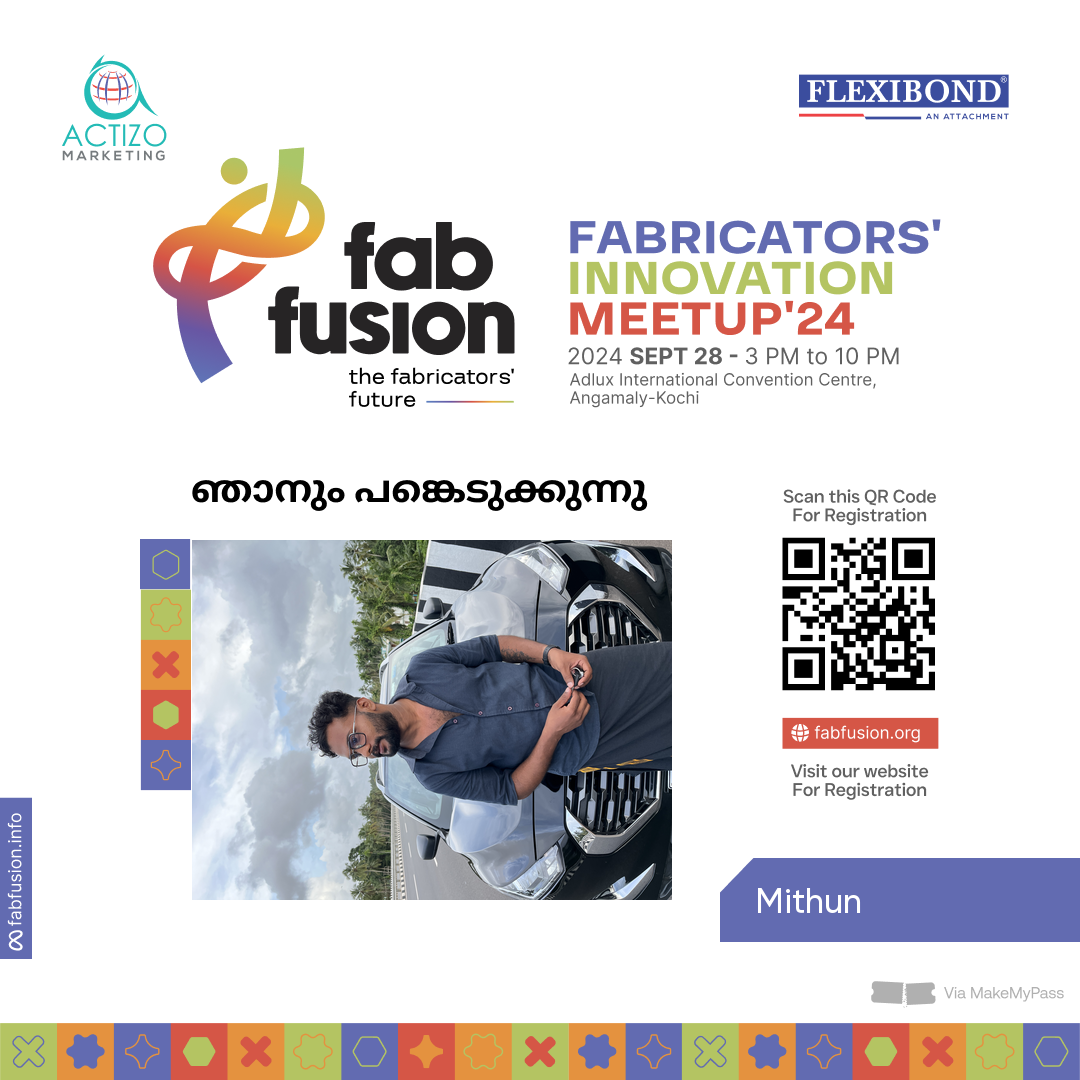 ACTIZO
MARKETING
FLEXIBOND®
AN ATTACHMENT
fab
fusion
the fabricators'
future
FABRICATORS'
INNOVATION
MEETUP'24
2024 SEPT 28 - 3 PM to 10 PM
Adlux International Convention Centre,
Angamaly-Kochi
ഞാനും പങ്കെടുക്കുന്നു
Scan this QR Code
For Registration
fabfusion.org
Visit our website
For Registration
fabfusion.info
Mithun
Via MakeMyPass